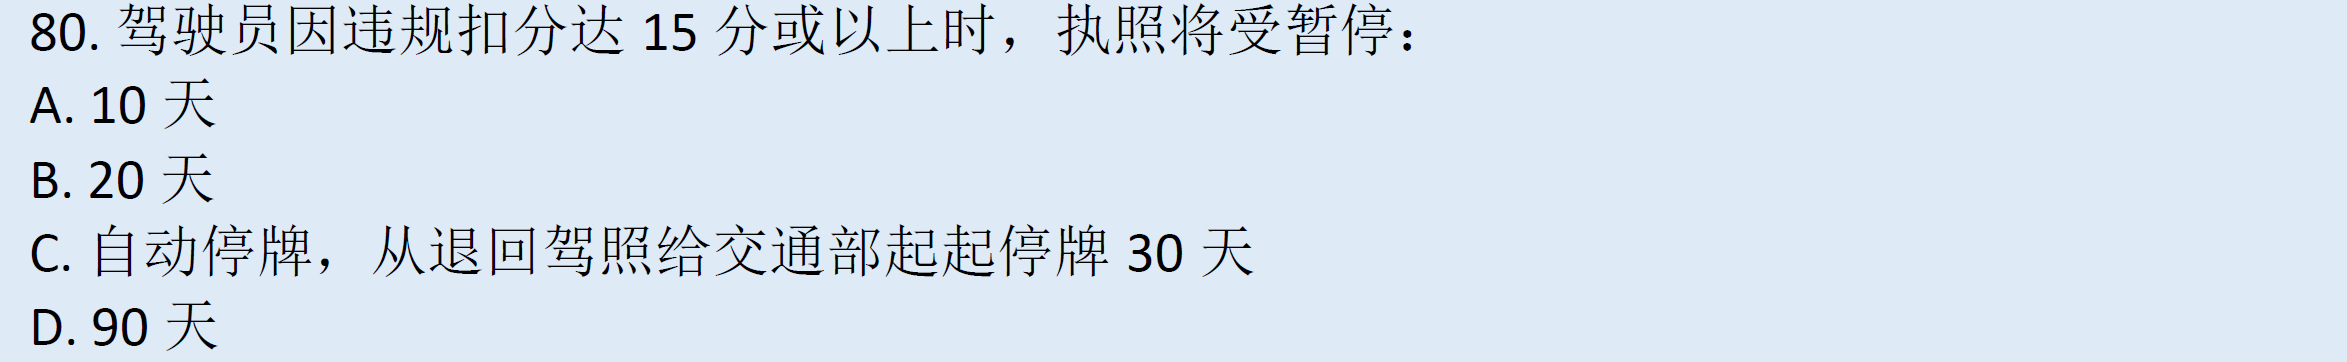 80. 驾驶员因违规扣分达 15 分或以上时，执照将受暂停：
A. 10 天
B. 20 天
C. 自动停牌，从退回驾照给交通部起起停牌 30 天
D. 90 天